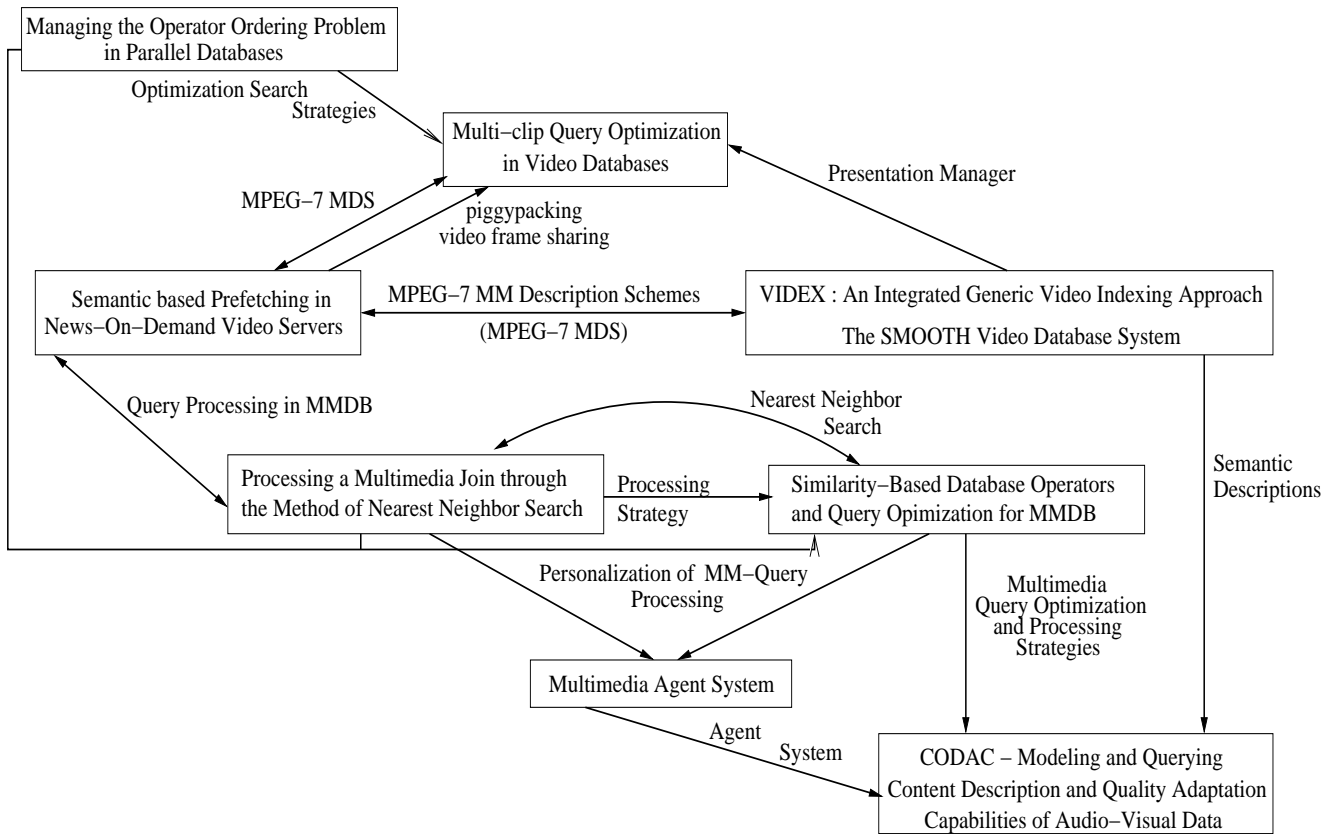 Managing the Operator Ordering Problem
in Parallel Databases
Optimization Search
Strategies
Multi−clip Query Optimization
in Video Databases
Presentation Manager
MPEG−7 MDS
piggypacking
video frame sharing
Semantic based Prefetching in
News−On−Demand Video Servers
MPEG−7 MM Description Schemes
(MPEG−7 MDS)
VIDEX : An Integrated Generic Video Indexing Approach
The SMOOTH Video Database System
Query Processing in MMDB
Nearest Neighbor
Search
Processing a Multimedia Join through
the Method of Nearest Neighbor Search
Processing
Strategy
Similarity−Based Database Operators
and Query Opimization for MMDB
Semantic
Descriptions
Personalization of MM−Query
Processing
Multimedia
Query Optimization
and Processing
Strategies
Multimedia Agent System
Agent
System
CODAC − Modeling and Querying
Content Description and Quality Adaptation
Capabilities of Audio−Visual Data